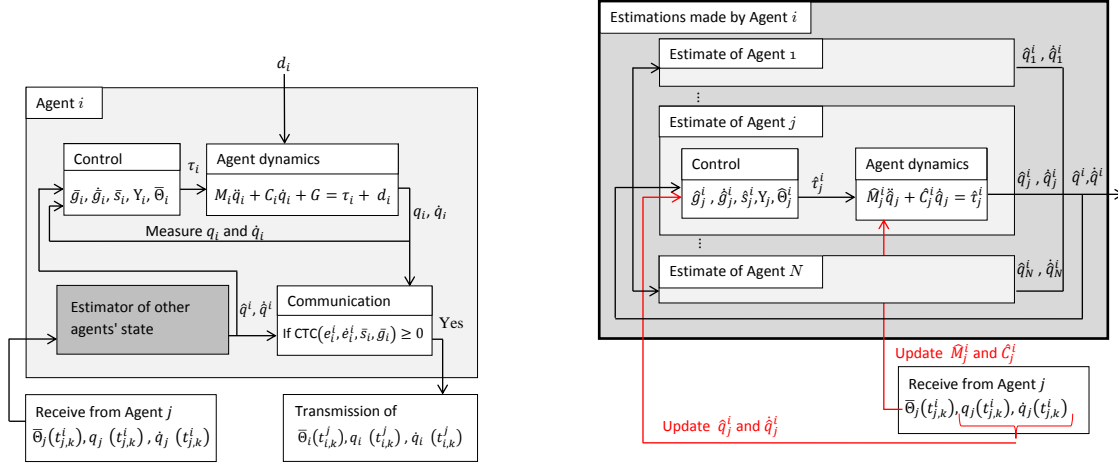 d_i
Agent i
Control
ḡ_i, ġ̄_i, s̄_i, Y_i, Θ̄_i
τ_i
Agent dynamics
M_i q̈_i + C_i q̇_i + G = τ_i + d_i
q_i, q̇_i
Measure q_i and q̇_i
Estimator of other
agents' state
q̂^i, q̂̇^i
Communication
If CTC(e_i^i, ė_i^i, s̄_i, ḡ_i) ≥ 0
Yes
Receive from Agent j
Θ̄_j(t_{j,k}^i), q_j (t_{j,k}^i) , q̇_j (t_{j,k}^i)
Transmission of
Θ̄_i(t_{i,k}^j), q_i (t_{i,k}^j) , q̇_i (t_{i,k}^j)
Estimations made by Agent i
Estimate of Agent 1
q̂_1^i , q̂̇_1^i
⋮
Estimate of Agent j
Control
ĝ_j^i , ĝ̇_j^i, ŝ_j^i, Y_j, Θ̂_j^i
τ̂_j^i
Agent dynamics
M̂_j^i q̂̈_j + Ĉ_j^i q̂̇_j = τ̂_j^i
q̂_j^i , q̂̇_j^i
q̂^i, q̂̇^i
⋮
Estimate of Agent N
q̂_N^i , q̂̇_N^i
Update M̂_j^i and Ĉ_j^i
Receive from Agent j
Θ̄_j(t_{j,k}^i), q_j(t_{j,k}^i), q̇_j(t_{j,k}^i)
Update q̂_j^i and q̂̇_j^i